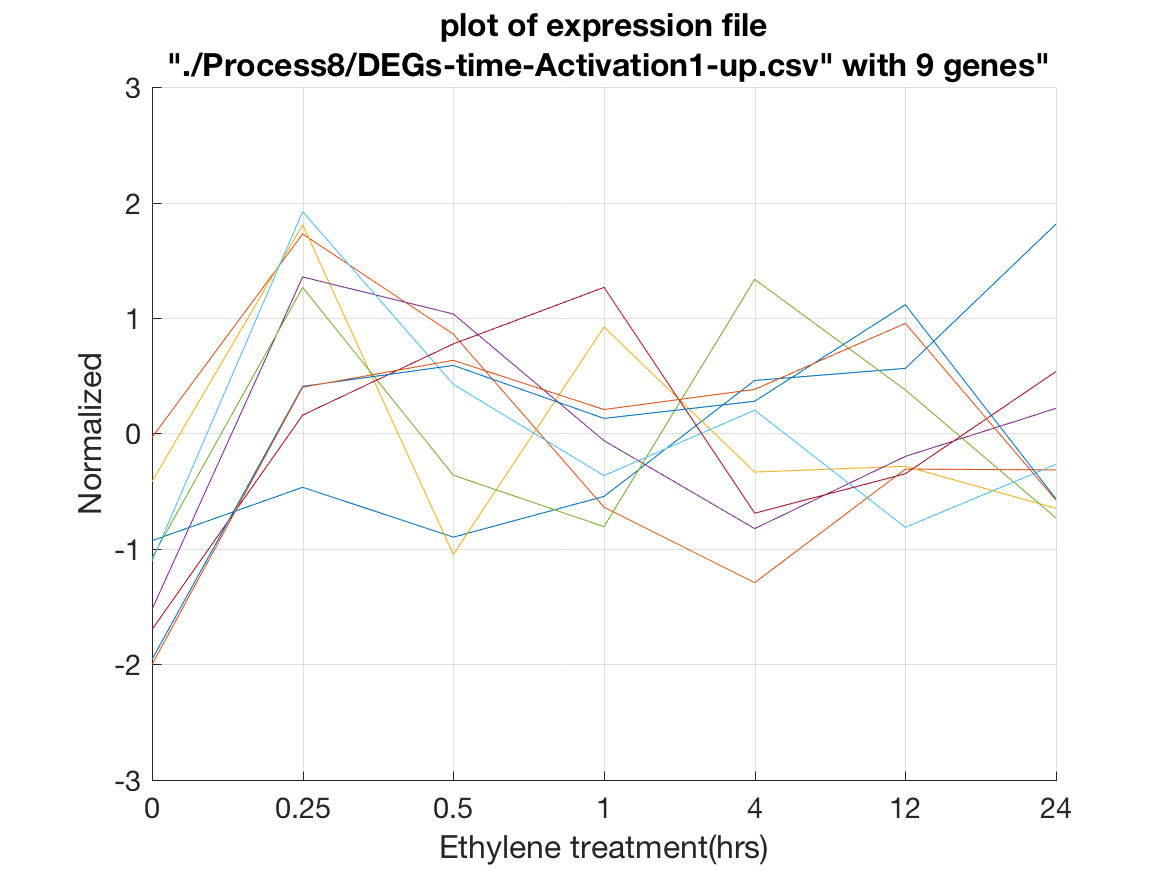 plot of expression file
"./Process8/DEGs-time-Activation1-up.csv" with 9 genes"
3
2
1
0
-1
-2
-3
Normalized
0 0.25 0.5 1 4 12 24
Ethylene treatment(hrs)